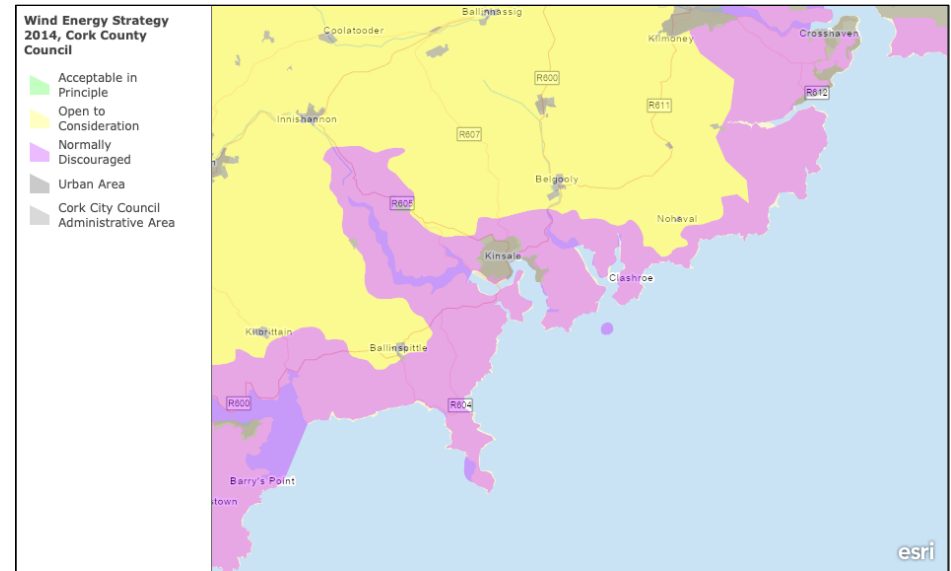 Wind Energy Strategy
2014, Cork County
Council
Acceptable in
Principle
Open to
Consideration
Normally
Discouraged
Urban Area
Cork City Council
Administrative Area
Ballinhassig
Coolatooder
Kilmoney
Crosshaven
R600
R612
R611
Innishannon
R607
n
Belgooly
R605
Nohaval
Kinsale
Clashroe
Kilbrittain
Ballinspittle
R600
R604
Barry's Point
stown
esri